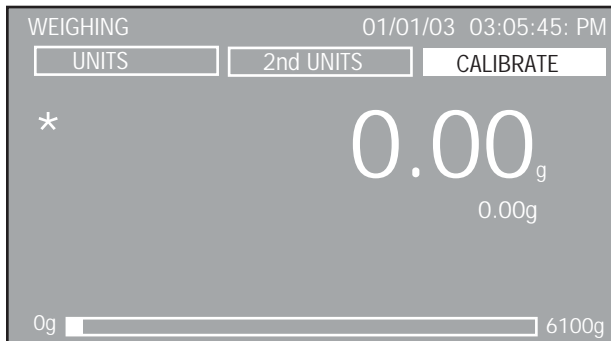 WEIGHING 01/01/03 03:05:45: PM
UNITS 2nd UNITS CALIBRATE
* 0.00g
0.00g
0g 6100g